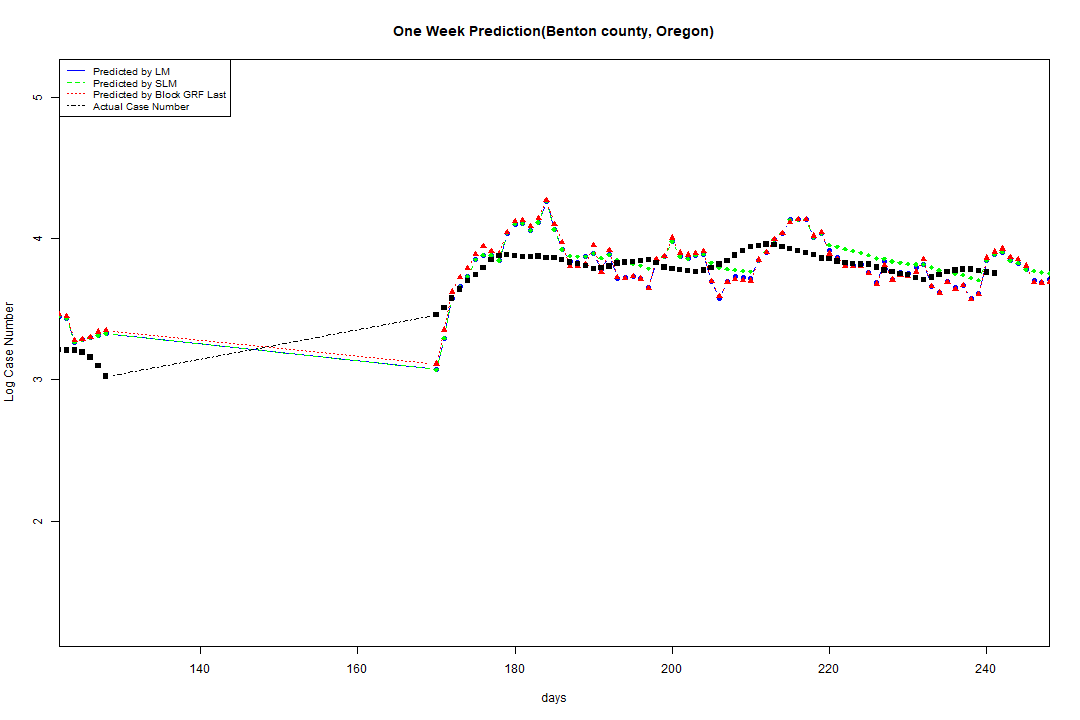 One Week Prediction(Benton county, Oregon)
Predicted by LM
Predicted by SLM
Predicted by Block GRF Last
Actual Case Number
5
4
3
2
Log Case Number
140 160 180 200 220 240
days